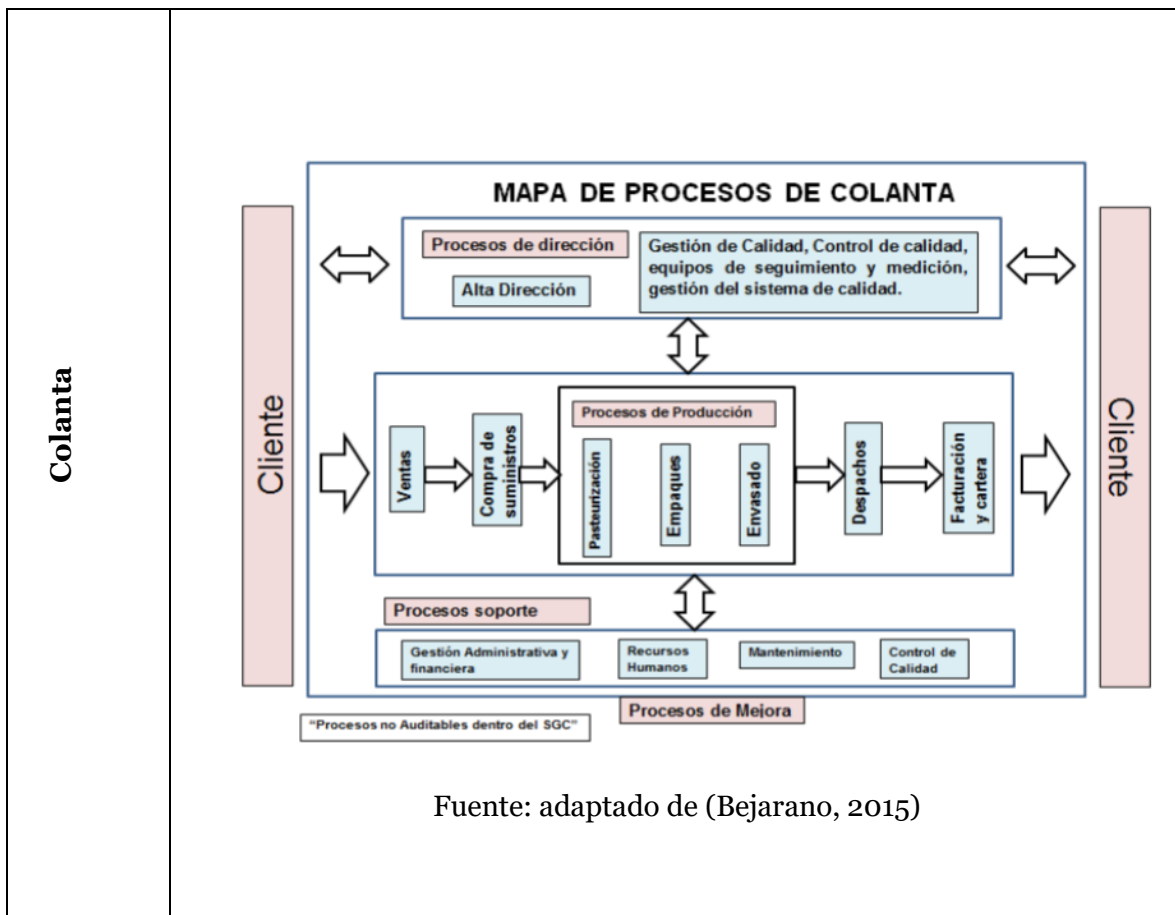 Colanta
MAPA DE PROCESOS DE COLANTA
Cliente
Procesos de dirección
Alta Dirección
Gestión de Calidad, Control de calidad,
equipos de seguimiento y medición,
gestión del sistema de calidad.
Ventas
Compra de
suministros
Procesos de Producción
Pasteurización
Empaques
Envasado
Despachos
Facturación
y cartera
Cliente
Procesos soporte
Gestión Administrativa y
financiera
Recursos
Humanos
Mantenimiento
Control de
Calidad
Procesos de Mejora
"Procesos no Auditables dentro del SGC"
Fuente: adaptado de (Bejarano, 2015)